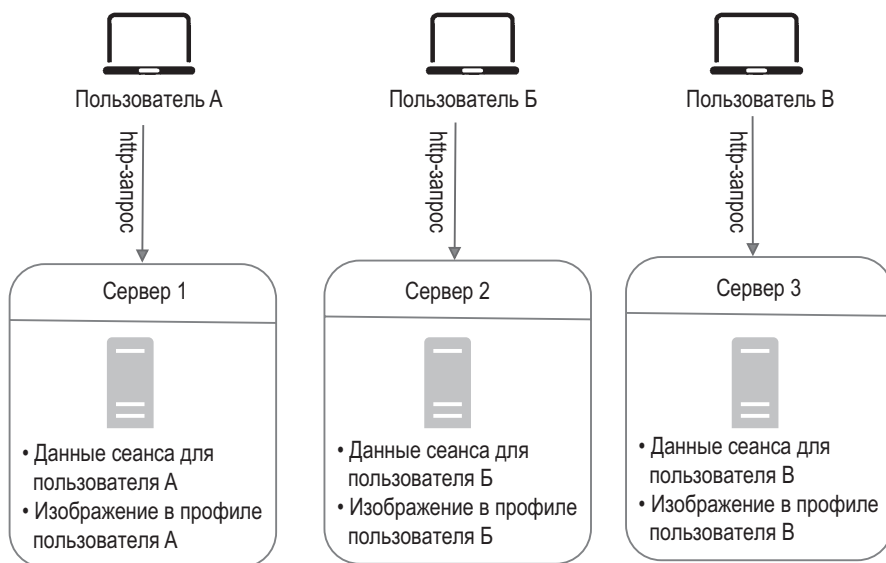 Пользователь А
Пользователь Б
Пользователь В
http-запрос
http-запрос
http-запрос
Сервер 1
Сервер 2
Сервер 3
• Данные сеанса для
пользователя А
• Изображение в профиле
пользователя А
• Данные сеанса для
пользователя Б
• Изображение в профиле
пользователя Б
• Данные сеанса для
пользователя В
• Изображение в профиле
пользователя В